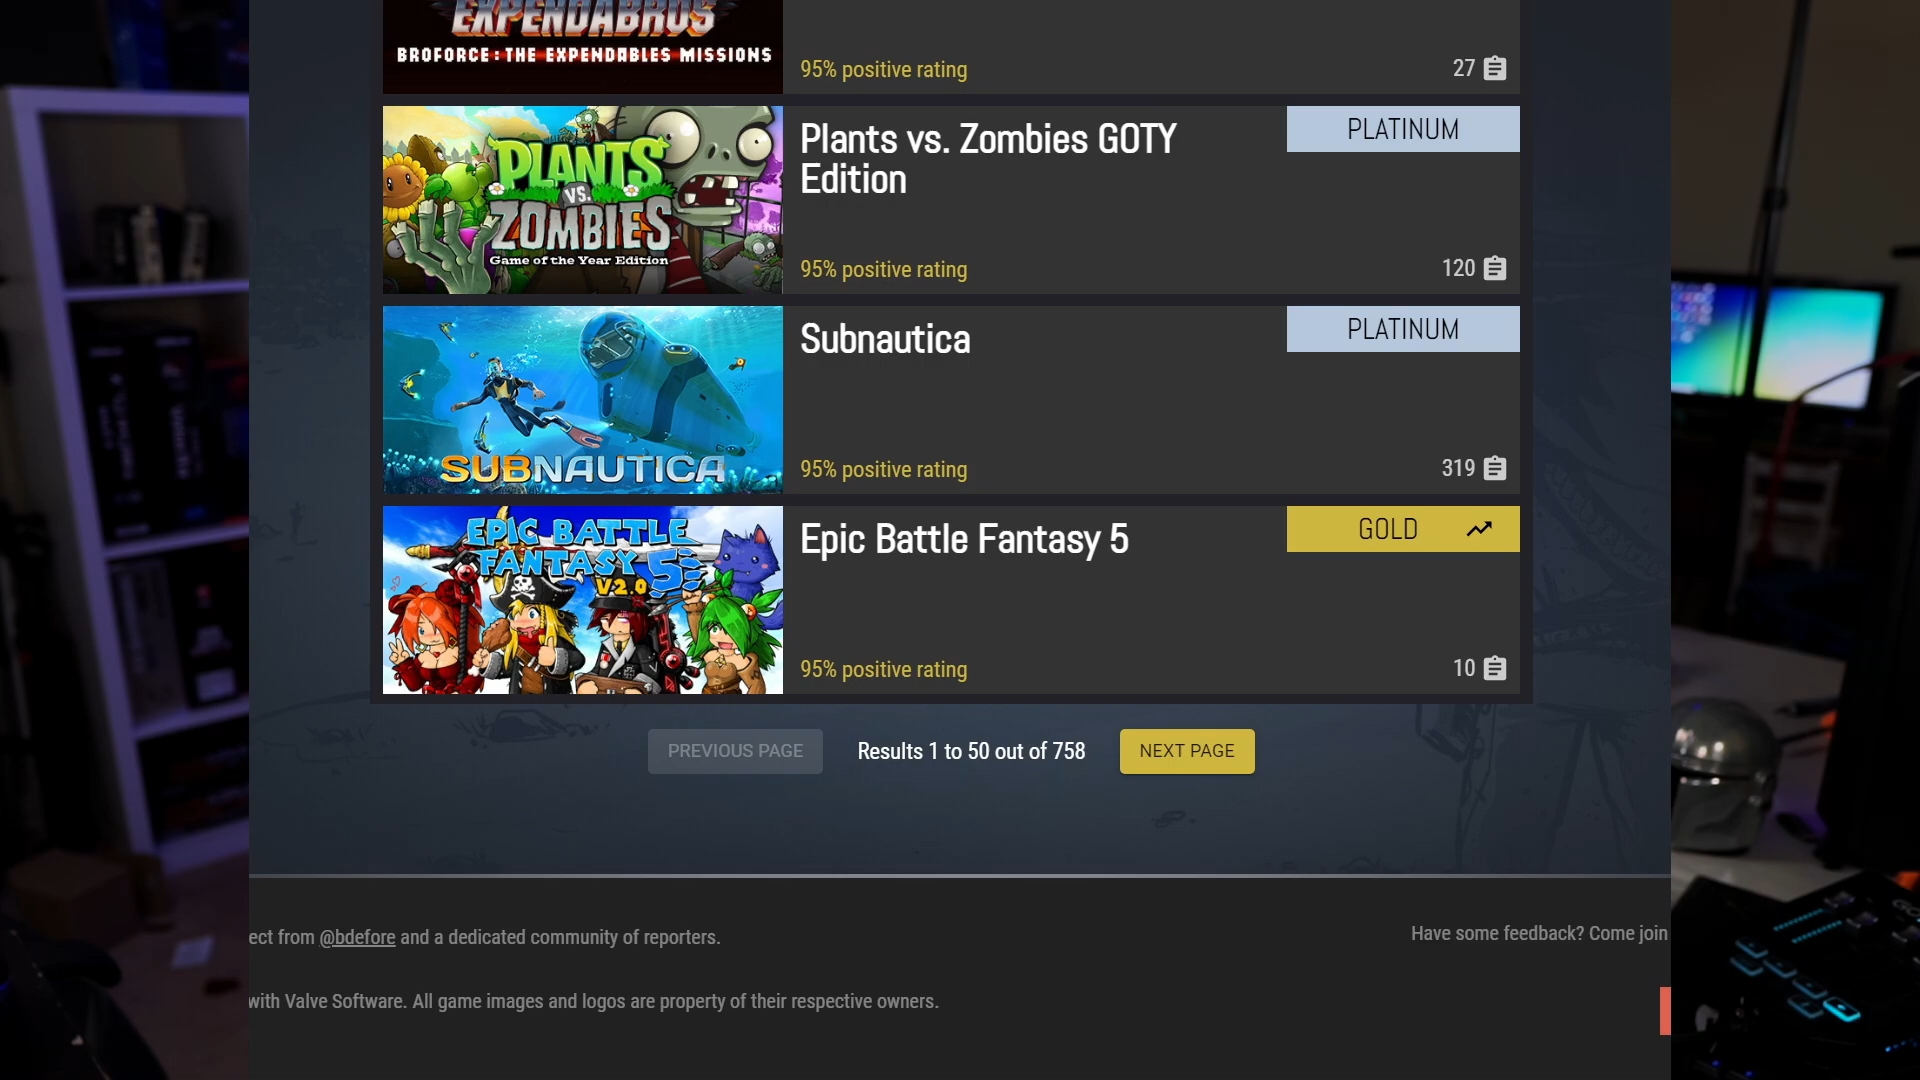 EXPENDABROS
BROFORCE: THE EXPENDABLES MISSIONS
95% positive rating
27
PLANTS
VS.
ZOMBIES
Game of the Year Edition
Plants vs. Zombies GOTY
Edition
PLATINUM
95% positive rating
120
SUBNAUTICA
Subnautica
PLATINUM
95% positive rating
319
EPIC BATTLE
FANTASY 5
V2.0
Epic Battle Fantasy 5
GOLD
95% positive rating
10
PREVIOUS PAGE
Results 1 to 50 out of 758
NEXT PAGE
ect from @bdefore and a dedicated community of reporters.
Have some feedback? Come join
with Valve Software. All game images and logos are property of their respective owners.